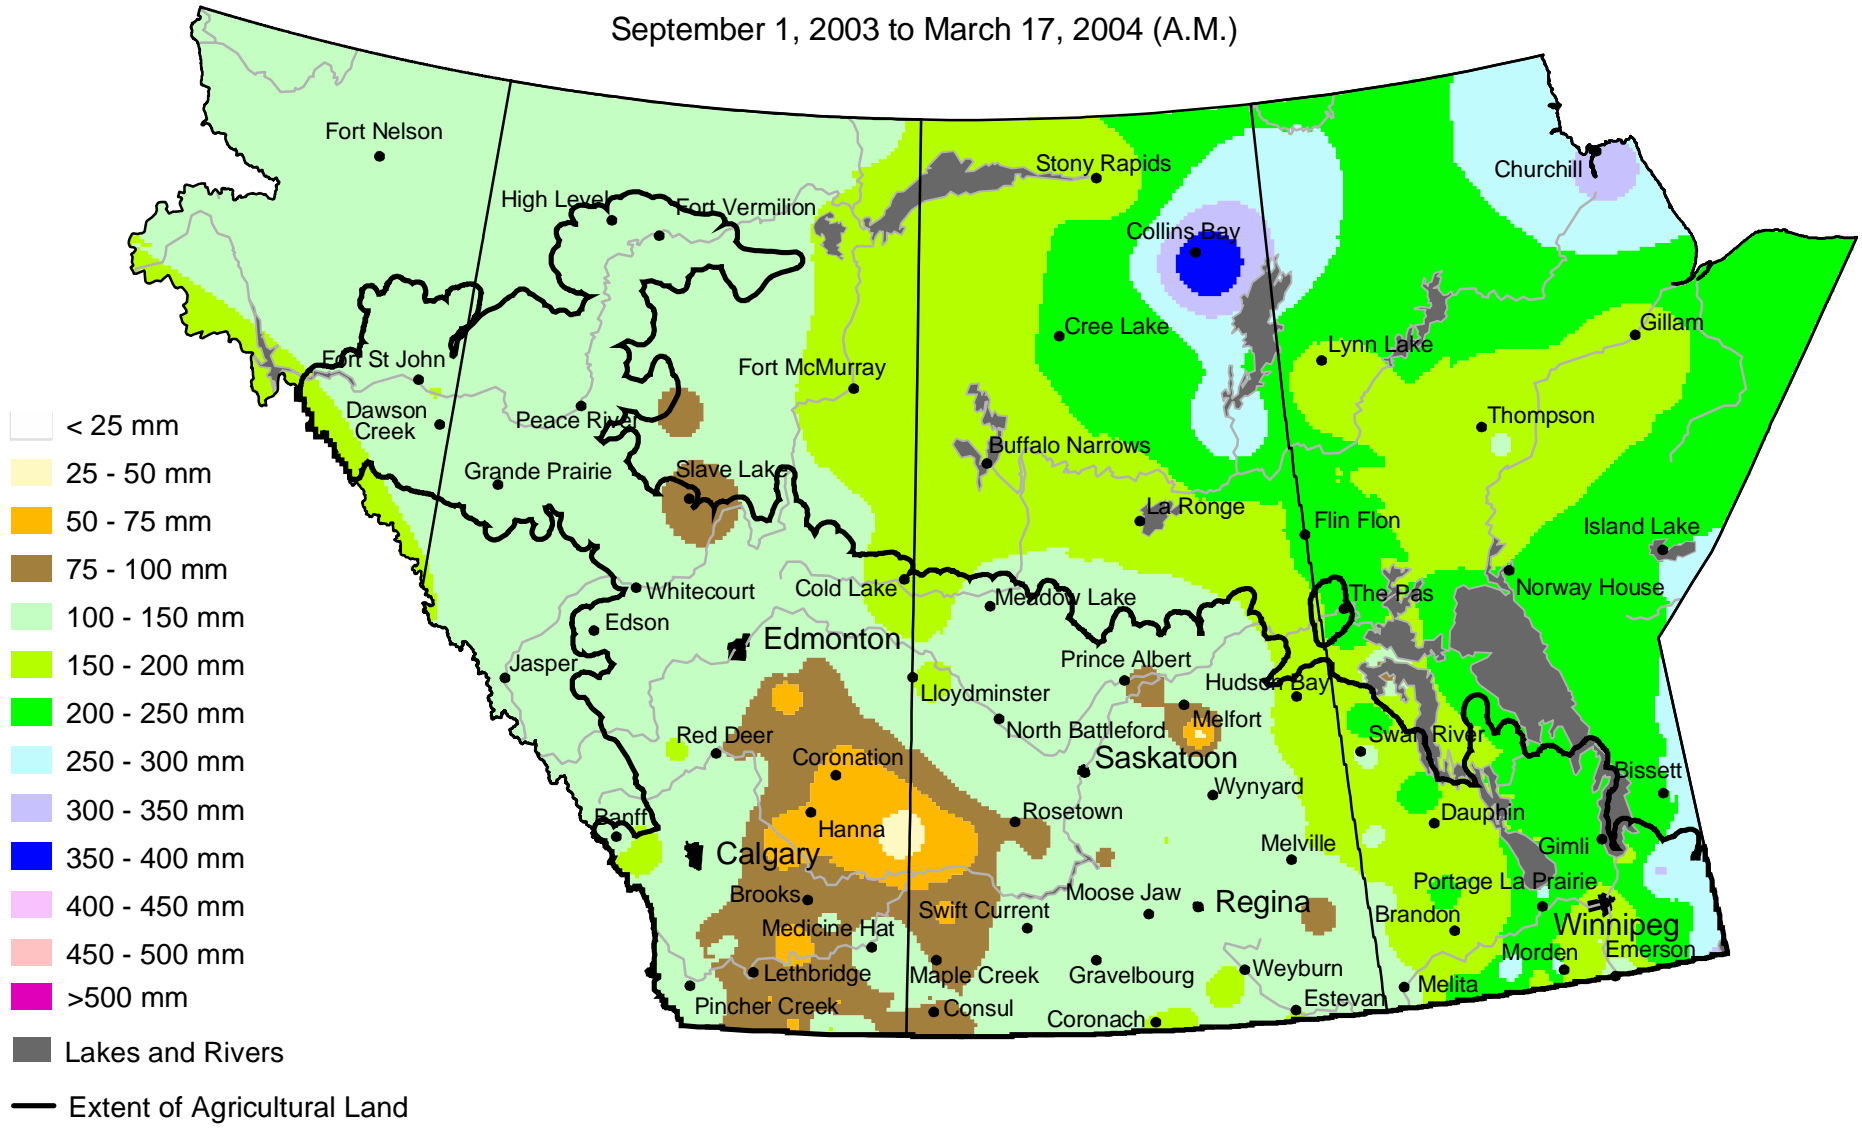 September 1, 2003 to March 17, 2004 (A.M.)
Fort Nelson
High Level
Fort Vermilion
Stony Rapids
Churchill
Collins Bay
Cree Lake
Gillam
Lynn Lake
Fort St John
Fort McMurray
Dawson
Creek
Peace River
Thompson
Buffalo Narrows
Grande Prairie
Slave Lake
La Ronge
Flin Flon
Island Lake
Whitecourt
Cold Lake
Meadow Lake
The Pas
Norway House
Edson
Edmonton
Jasper
Prince Albert
Hudson Bay
Lloydminster
North Battleford
Melfort
Red Deer
Coronation
Saskatoon
Swan River
Bissett
Wynyard
Banff
Hanna
Rosetown
Dauphin
Calgary
Melville
Gimli
Brooks
Moose Jaw
Portage La Prairie
Swift Current
Regina
Brandon
Medicine Hat
Winnipeg
Lethbridge
Maple Creek
Gravelbourg
Weyburn
Morden
Emerson
Pincher Creek
Consul
Coronach
Estevan
Melita
< 25 mm
25 - 50 mm
50 - 75 mm
75 - 100 mm
100 - 150 mm
150 - 200 mm
200 - 250 mm
250 - 300 mm
300 - 350 mm
350 - 400 mm
400 - 450 mm
450 - 500 mm
>500 mm
Lakes and Rivers
Extent of Agricultural Land